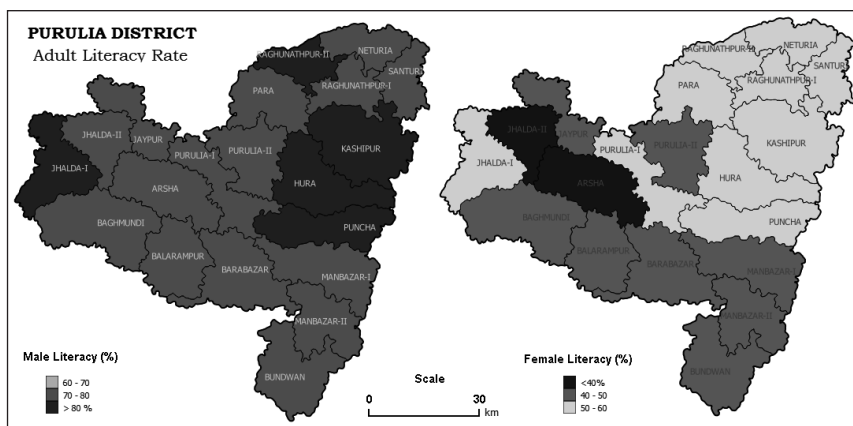 PURULIA DISTRICT
Adult Literacy Rate
RAGHUNATHPUR-II
NETURIA
SANTURI
RAGHUNATHPUR-I
PARA
JHALDA-II
JAYPUR
PURULIA-I
PURULIA-II
KASHIPUR
JHALDA-I
ARSHA
HURA
BAGHMUNDI
PUNCHA
BALARAMPUR
BARABAZAR
MANBAZAR-I
MANBAZAR-II
BUNDWAN
Male Literacy (%)
60 - 70
70 - 80
> 80 %
Scale
0 30
km
RAGHUNATHPUR-II
NETURIA
SANTURI
RAGHUNATHPUR-I
PARA
JHALDA-II
JAYPUR
PURULIA-I
PURULIA-II
KASHIPUR
JHALDA-I
ARSHA
HURA
BAGHMUNDI
PUNCHA
BALARAMPUR
BARABAZAR
MANBAZAR-I
MANBAZAR-II
BUNDWAN
Female Literacy (%)
<40%
40 - 50
50 - 60